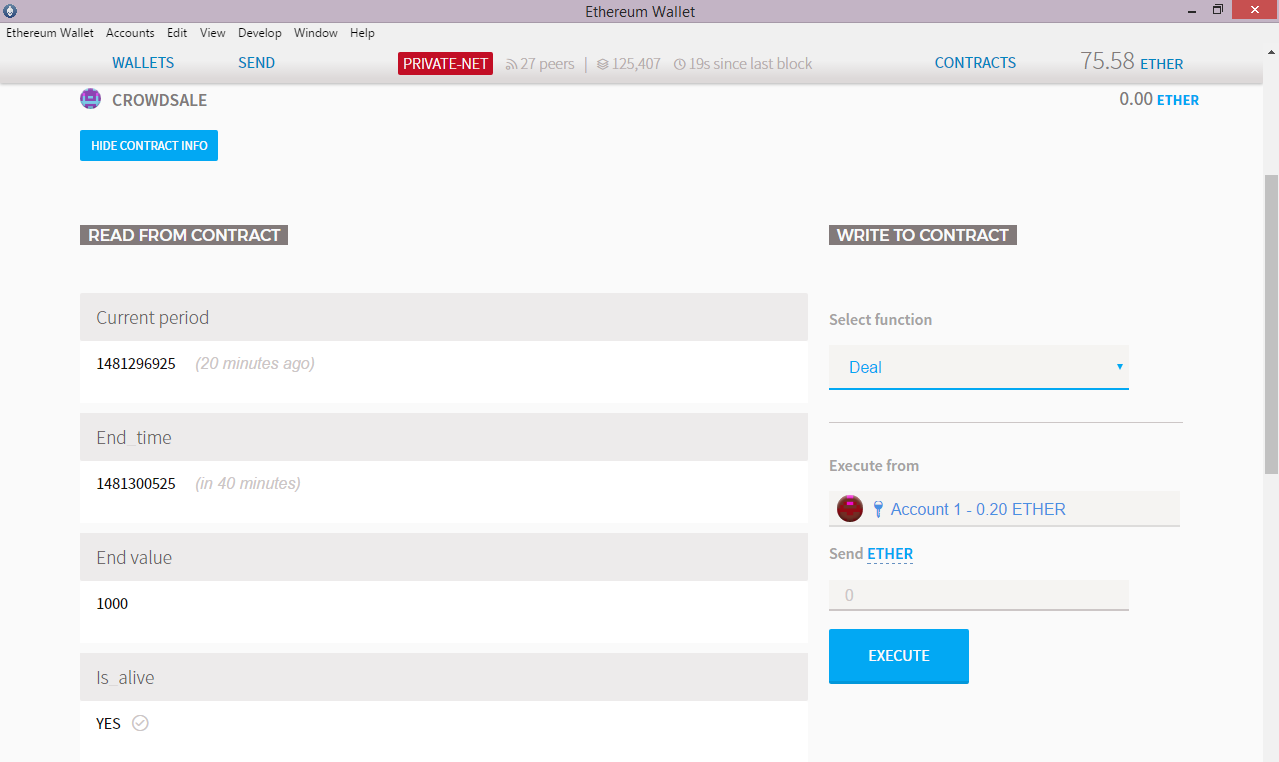 Ethereum Wallet
Ethereum Wallet Accounts Edit View Develop Window Help
WALLETS SEND PRIVATE-NET 27 peers | 125,407 19s since last block CONTRACTS 75.58 ETHER
CROWDSALE 0.00 ETHER
HIDE CONTRACT INFO
READ FROM CONTRACT
Current period
1481296925 (20 minutes ago)
End_time
1481300525 (in 40 minutes)
End value
1000
Is_alive
YES
WRITE TO CONTRACT
Select function
Deal
Execute from
Account 1 - 0.20 ETHER
Send ETHER
0
EXECUTE